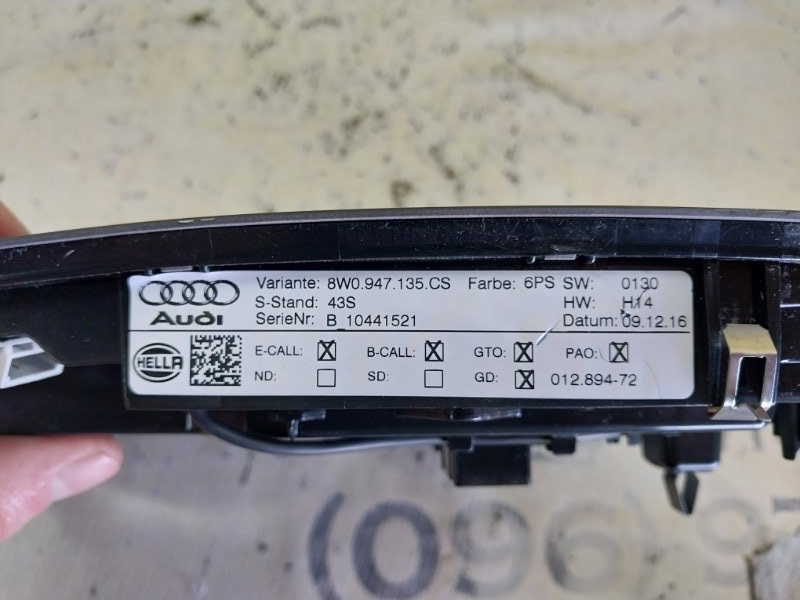 Variante: 8W0.947.135.CS Farbe: 6PS SW: 0130
S-Stand: 43S HW: H14
Audi SerieNr: B_10441521 Datum: 09.12.16
HELLA E-CALL: ☒ B-CALL: ☒ GTO: ☒ PAO: ☒
ND: ☐ SD: ☐ GD: ☒ 012.894-72
(099)